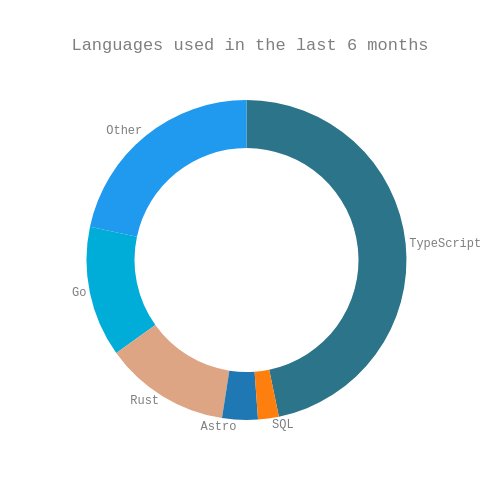 Languages used in the last 6 months
Other
TypeScript
Go
Rust
Astro
SQL